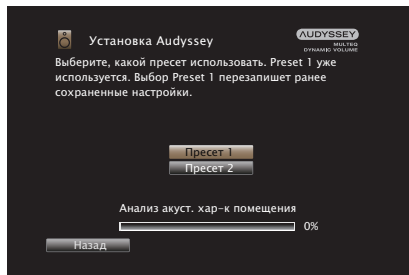 Установка Audyssey
AUDYSSEY
MULTEQ
DYNAMIC VOLUME
Выберите, какой пресет использовать. Preset 1 уже
используется. Выбор Preset 1 перезапишет ранее
сохраненные настройки.
Пресет 1
Пресет 2
Анализ акуст. хар-к помещения
0%
Назад